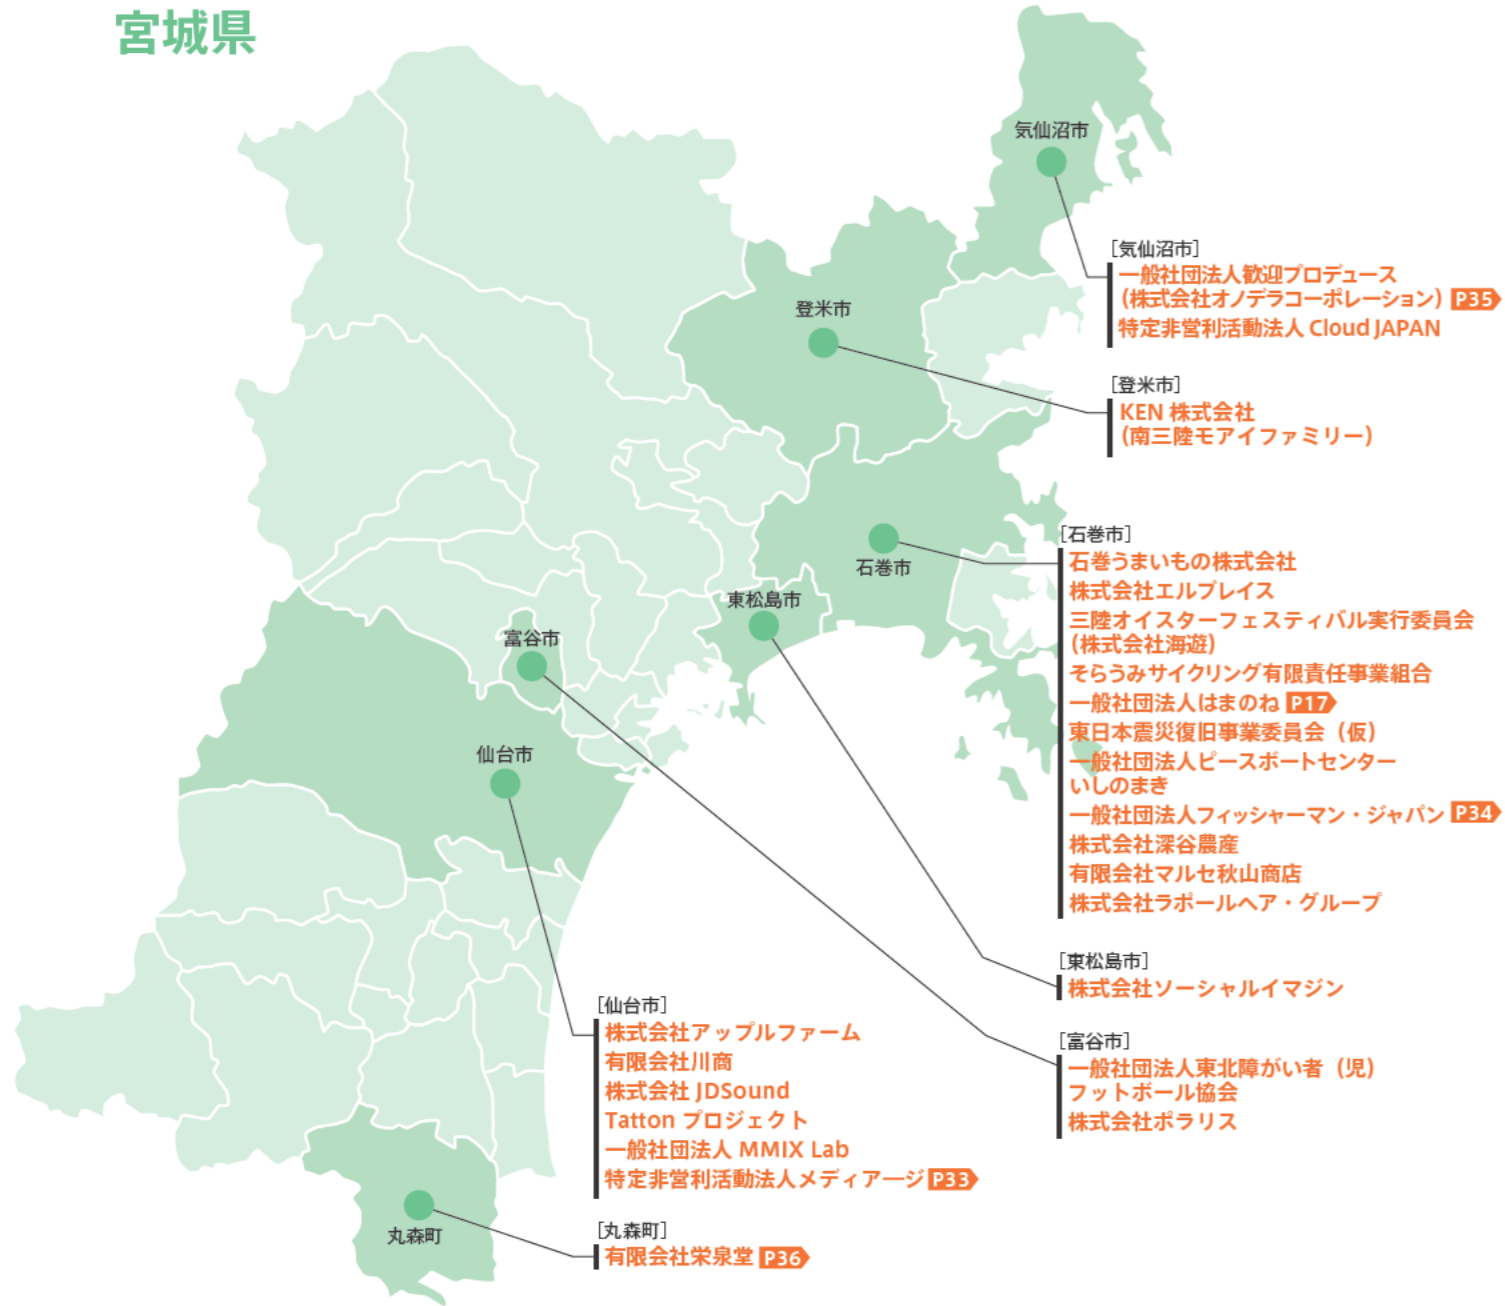 宮城県
気仙沼市
[気仙沼市]
一般社団法人歓迎プロデュース
(株式会社オノデラコーポレーション) P35
特定非営利活動法人 Cloud JAPAN
登米市
[登米市]
KEN 株式会社
(南三陸モアイファミリー)
石巻市
[石巻市]
石巻うまいもの株式会社
株式会社エルプレイス
三陸オイスターフェスティバル実行委員会
(株式会社海遊)
そらうみサイクリング有限責任事業組合
一般社団法人はまのね P17
東日本震災復旧事業委員会（仮）
一般社団法人ピースボートセンター
いしのまき
一般社団法人フィッシャーマン・ジャパン P34
株式会社深谷農産
有限会社マルセ秋山商店
株式会社ラポールヘア・グループ
東松島市
[東松島市]
株式会社ソーシャルイマジン
富谷市
[富谷市]
一般社団法人東北障がい者（児）
フットボール協会
株式会社ポラリス
仙台市
[仙台市]
株式会社アップルファーム
有限会社川商
株式会社 JDSound
Tatton プロジェクト
一般社団法人 MMIX Lab
特定非営利活動法人メディアージ P33
丸森町
[丸森町]
有限会社栄泉堂 P36